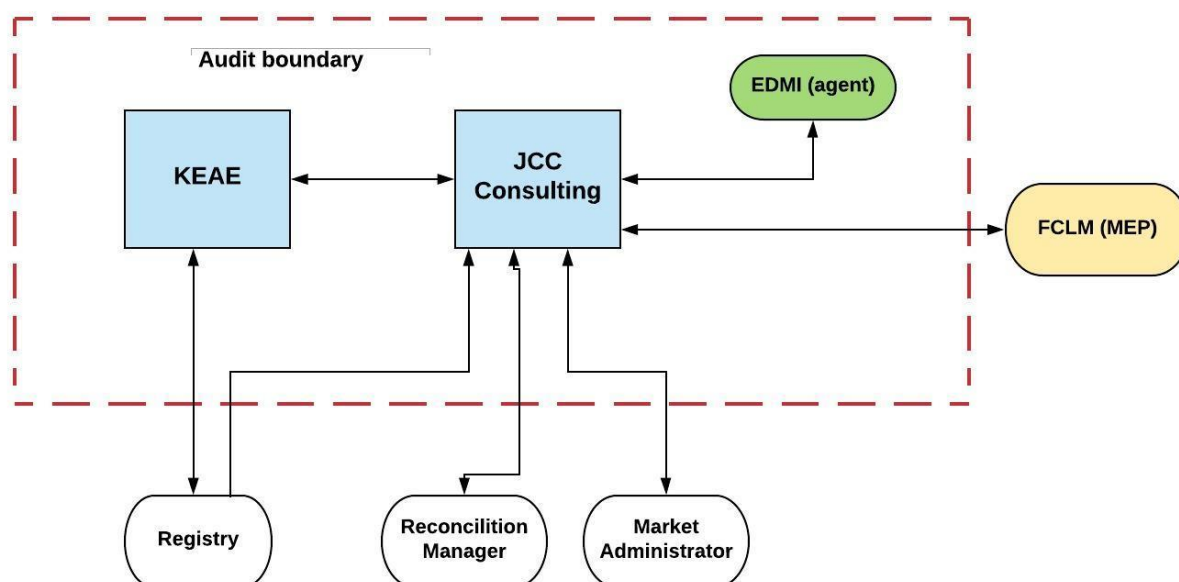 Audit boundary
EDMI (agent)
KEAE
JCC
Consulting
FCLM (MEP)
Registry
Reconcilition
Manager
Market
Administrator